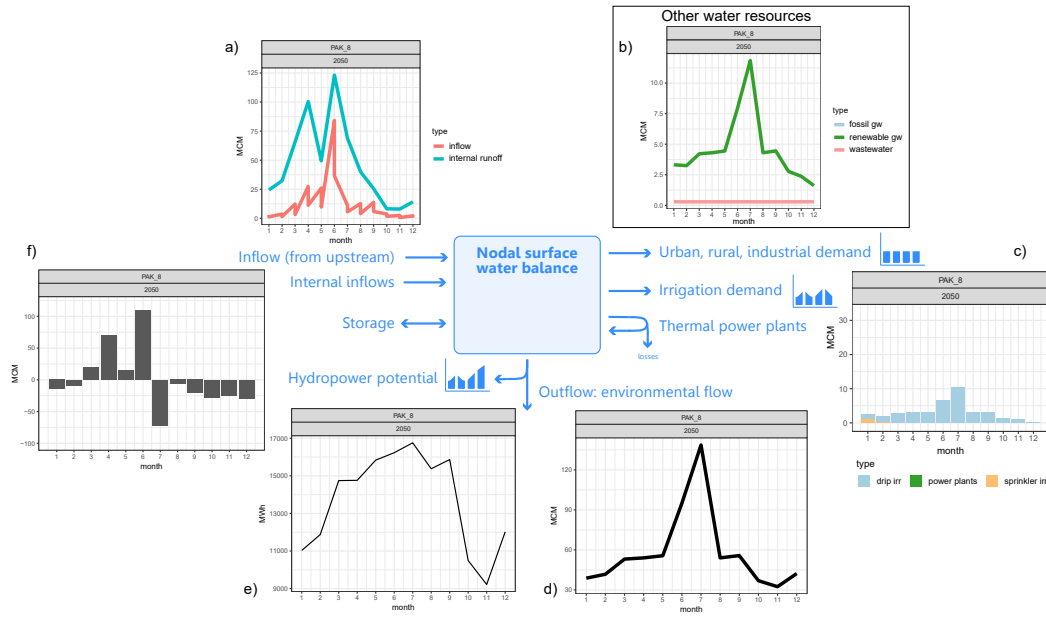 Other water resources
a)
PAK_8
2050
125
100
75
50
25
0
MCM
1 2 3 4 5 6 7 8 9 10 11 12
month
type
inflow
internal runoff
b)
PAK_8
2050
10.0
7.5
5.0
2.5
0.0
MCM
1 2 3 4 5 6 7 8 9 10 11 12
month
type
fossil gw
renewable gw
wastewater
Nodal surface
water balance
Inflow (from upstream)
Internal inflows
Storage
Hydropower potential
Urban, rural, industrial demand
Irrigation demand
Thermal power plants
losses
Outflow: environmental flow
f)
PAK_8
2050
100
50
0
−50
−100
MCM
1 2 3 4 5 6 7 8 9 10 11 12
month
c)
PAK_8
2050
30
20
10
0
MCM
1 2 3 4 5 6 7 8 9 10 11 12
month
type
drip irr
power plants
sprinkler irr
e)
PAK_8
2050
17000
15000
13000
11000
9000
MWh
1 2 3 4 5 6 7 8 9 10 11 12
month
d)
PAK_8
2050
120
90
60
30
MCM
1 2 3 4 5 6 7 8 9 10 11 12
month